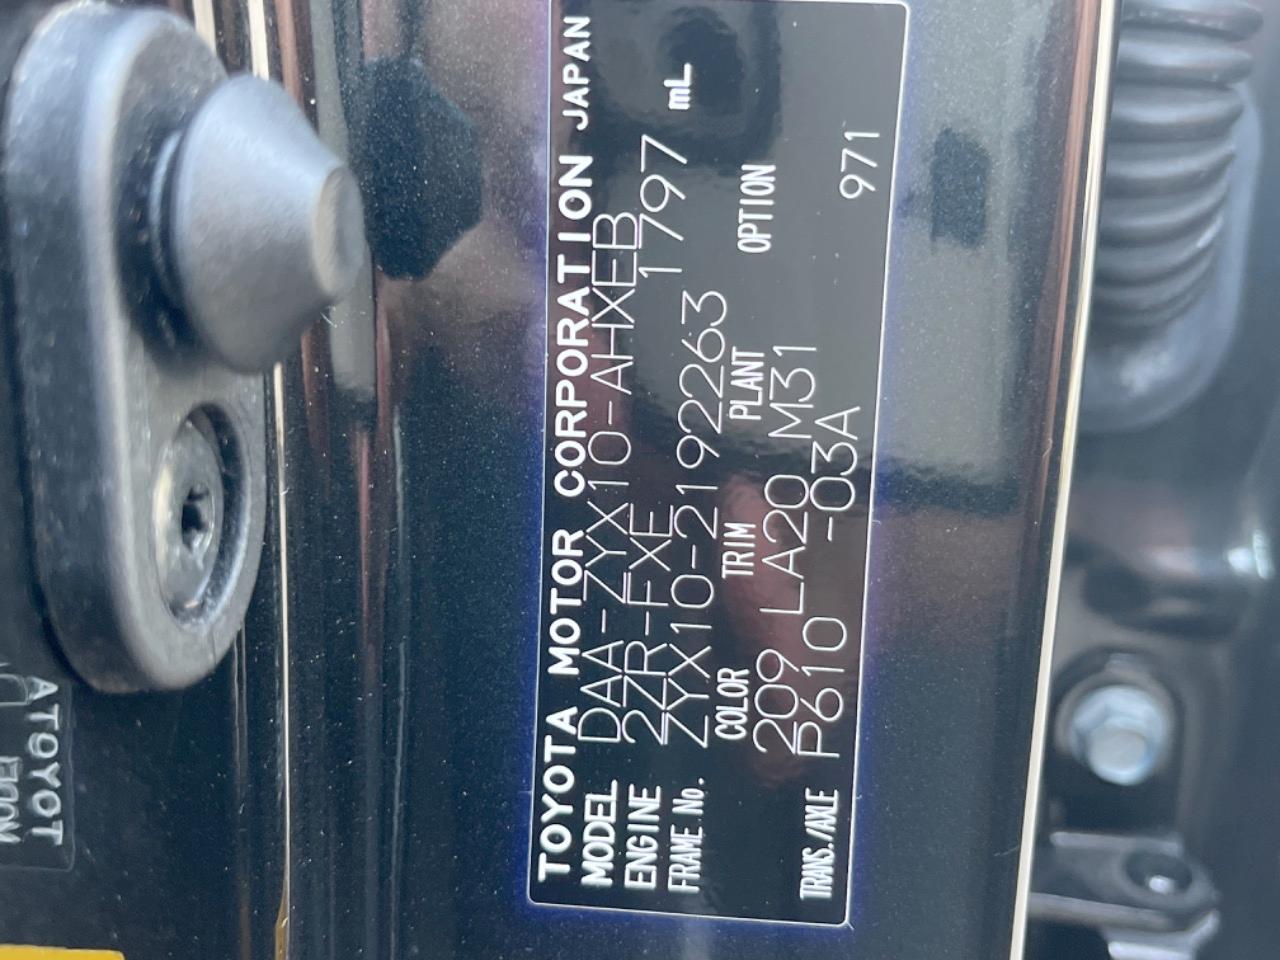 TOYOTA MOTOR CORPORATION JAPAN
MODEL DAA-ZYX10-AHXEB
ENGINE 2ZR-FXE 1797 mL
FRAME No. ZYX10-2192263
COLOR TRIM PLANT OPTION
209 LA20 M31
TRANS./AXLE P610 -03A 971